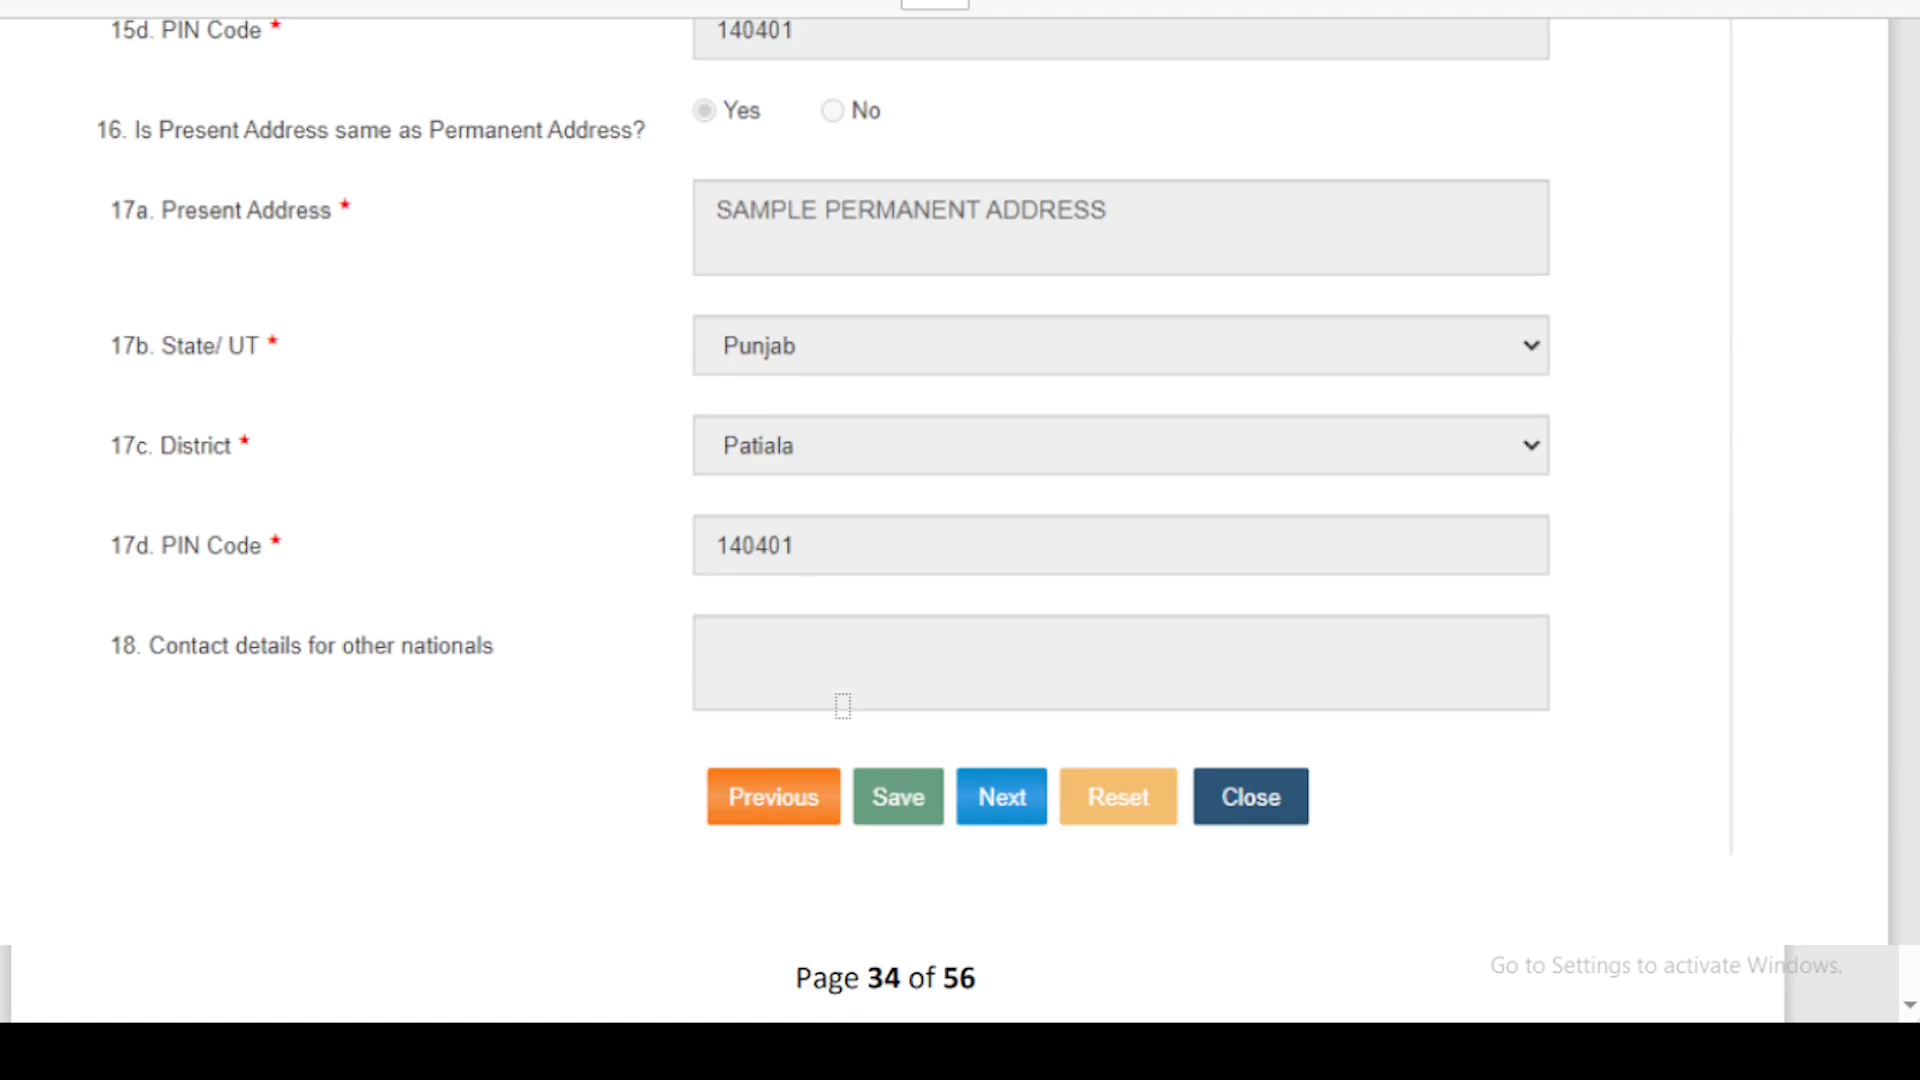 15d. PIN Code *
140401
16. Is Present Address same as Permanent Address?
Yes No
17a. Present Address *
SAMPLE PERMANENT ADDRESS
17b. State/ UT *
Punjab
17c. District *
Patiala
17d. PIN Code *
140401
18. Contact details for other nationals
Previous Save Next Reset Close
Page 34 of 56
Go to Settings to activate Windows.